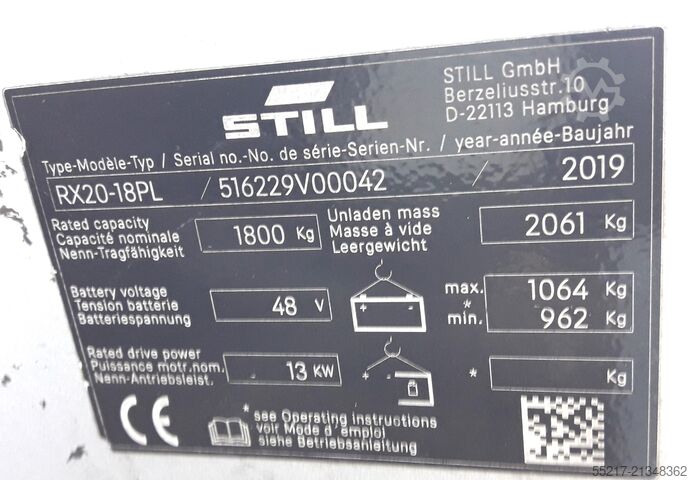 STILL
STILL GmbH
Berzeliusstr.10
D-22113 Hamburg
Type-Modèle-Typ / Serial no.-No. de série-Serien-Nr. / year-année-Baujahr
RX20-18PL / 516229V00042 / 2019
Rated capacity
Capacité nominale
Nenn-Tragfähigkeit
1800 Kg
Unladen mass
Masse à vide
Leergewicht
2061 Kg
Battery voltage
Tension batterie
Batteriespannung
48 V
+ -
max. 1064 Kg
*
min. 962 Kg
Rated drive power
Puissance motr.nom.
Nenn-Antriebsleist.
13 KW
+ -
* Kg
CE
* see Operating instructions
voir Mode d'emploi
siehe Betriebsanleitung
55217-21348362